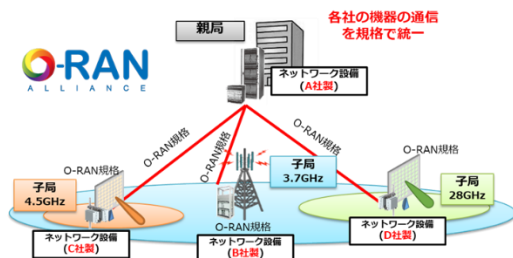 O-RAN
ALLIANCE
親局
各社の機器の通信
を規格で統一
ネットワーク設備
(A社製)
O-RAN規格
O-RAN規格
O-RAN規格
O-RAN規格
子局
4.5GHz
ネットワーク設備
(C社製)
子局
3.7GHz
O-RAN規格
ネットワーク設備
(B社製)
O-RAN規格
子局
28GHz
ネットワーク設備
(D社製)